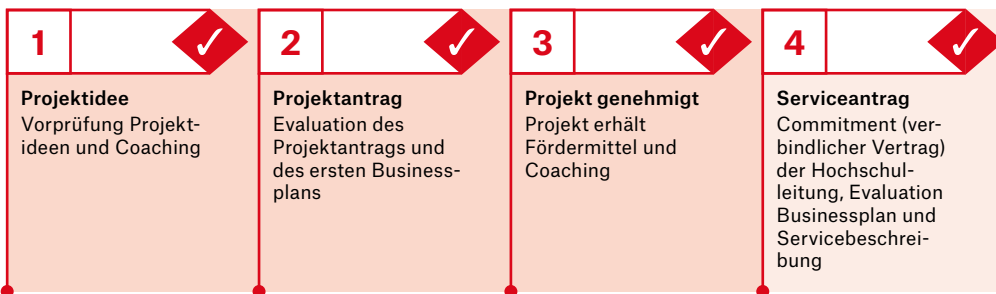 1
Projektidee
Vorprüfung Projekt-
ideen und Coaching
2
Projektantrag
Evaluation des
Projektantrags und
des ersten Business-
plans
3
Projekt genehmigt
Projekt erhält
Fördermittel und
Coaching
4
Serviceantrag
Commitment (ver-
bindlicher Vertrag)
der Hochschul-
leitung, Evaluation
Businessplan und
Servicebeschrei-
bung